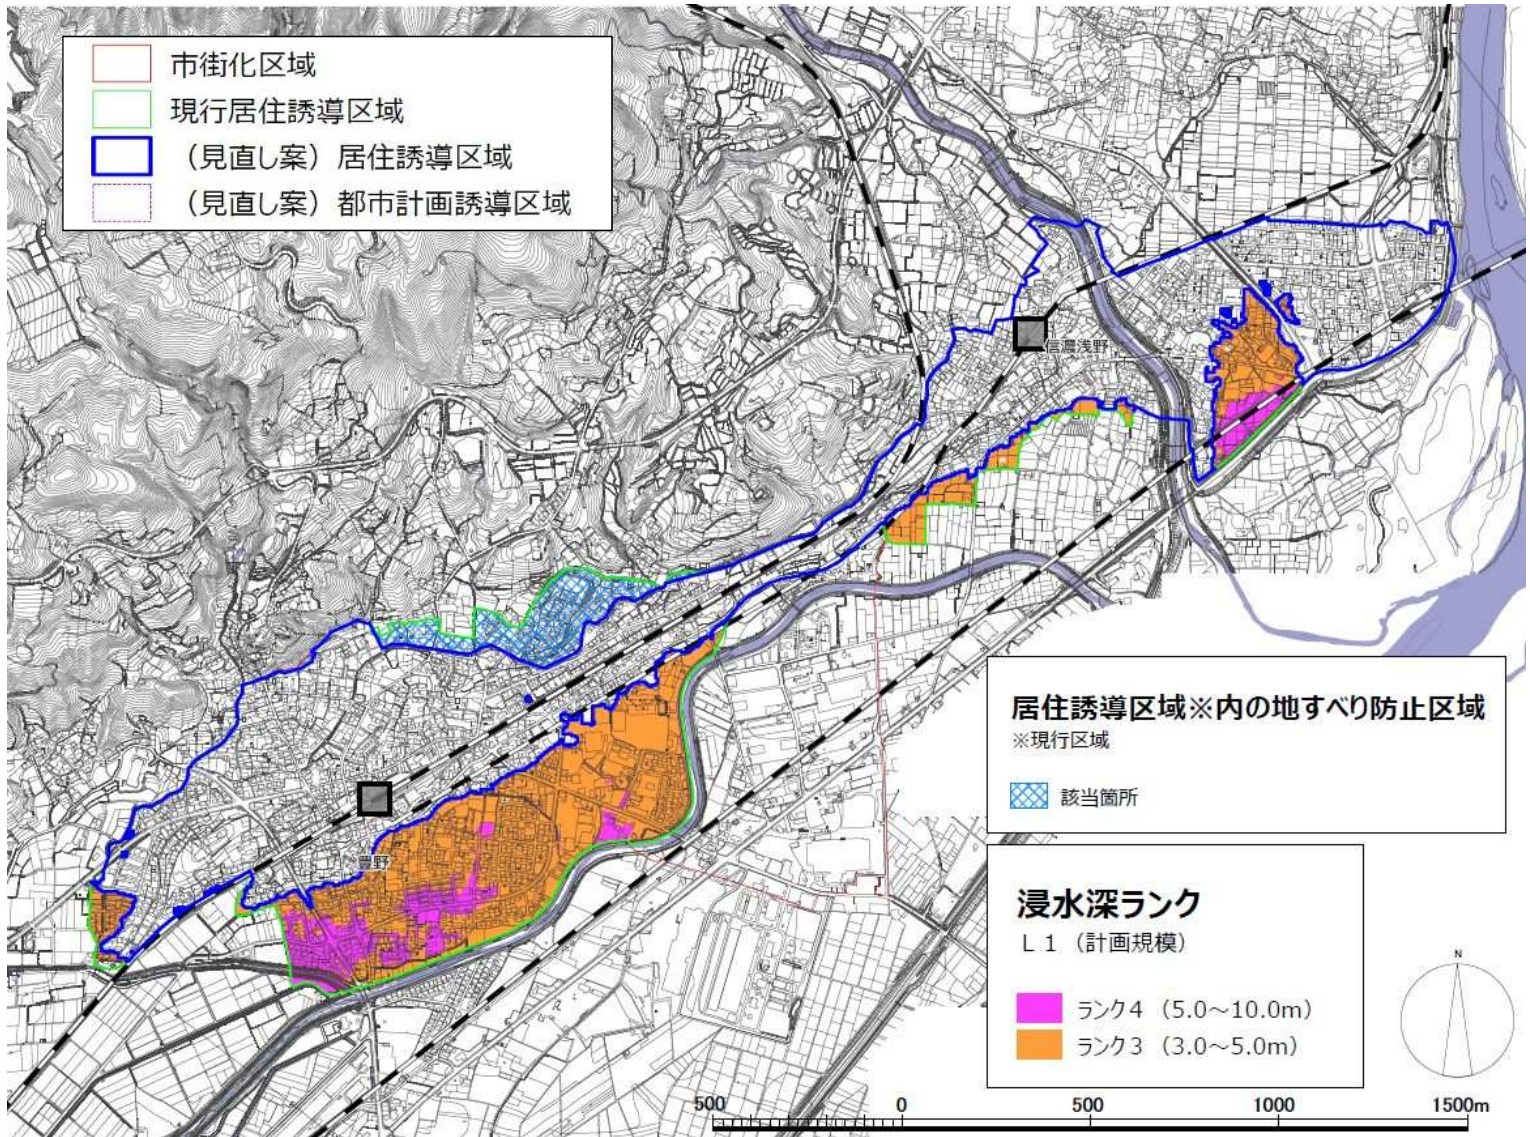 市街化区域
現行居住誘導区域
（見直し案）居住誘導区域
（見直し案）都市計画誘導区域
信濃浅野
豊野
居住誘導区域※内の地すべり防止区域
※現行区域
該当箇所
浸水深ランク
Ｌ１（計画規模）
ランク４（5.0～10.0m）
ランク３（3.0～5.0m）
N
500 0 500 1000 1500m